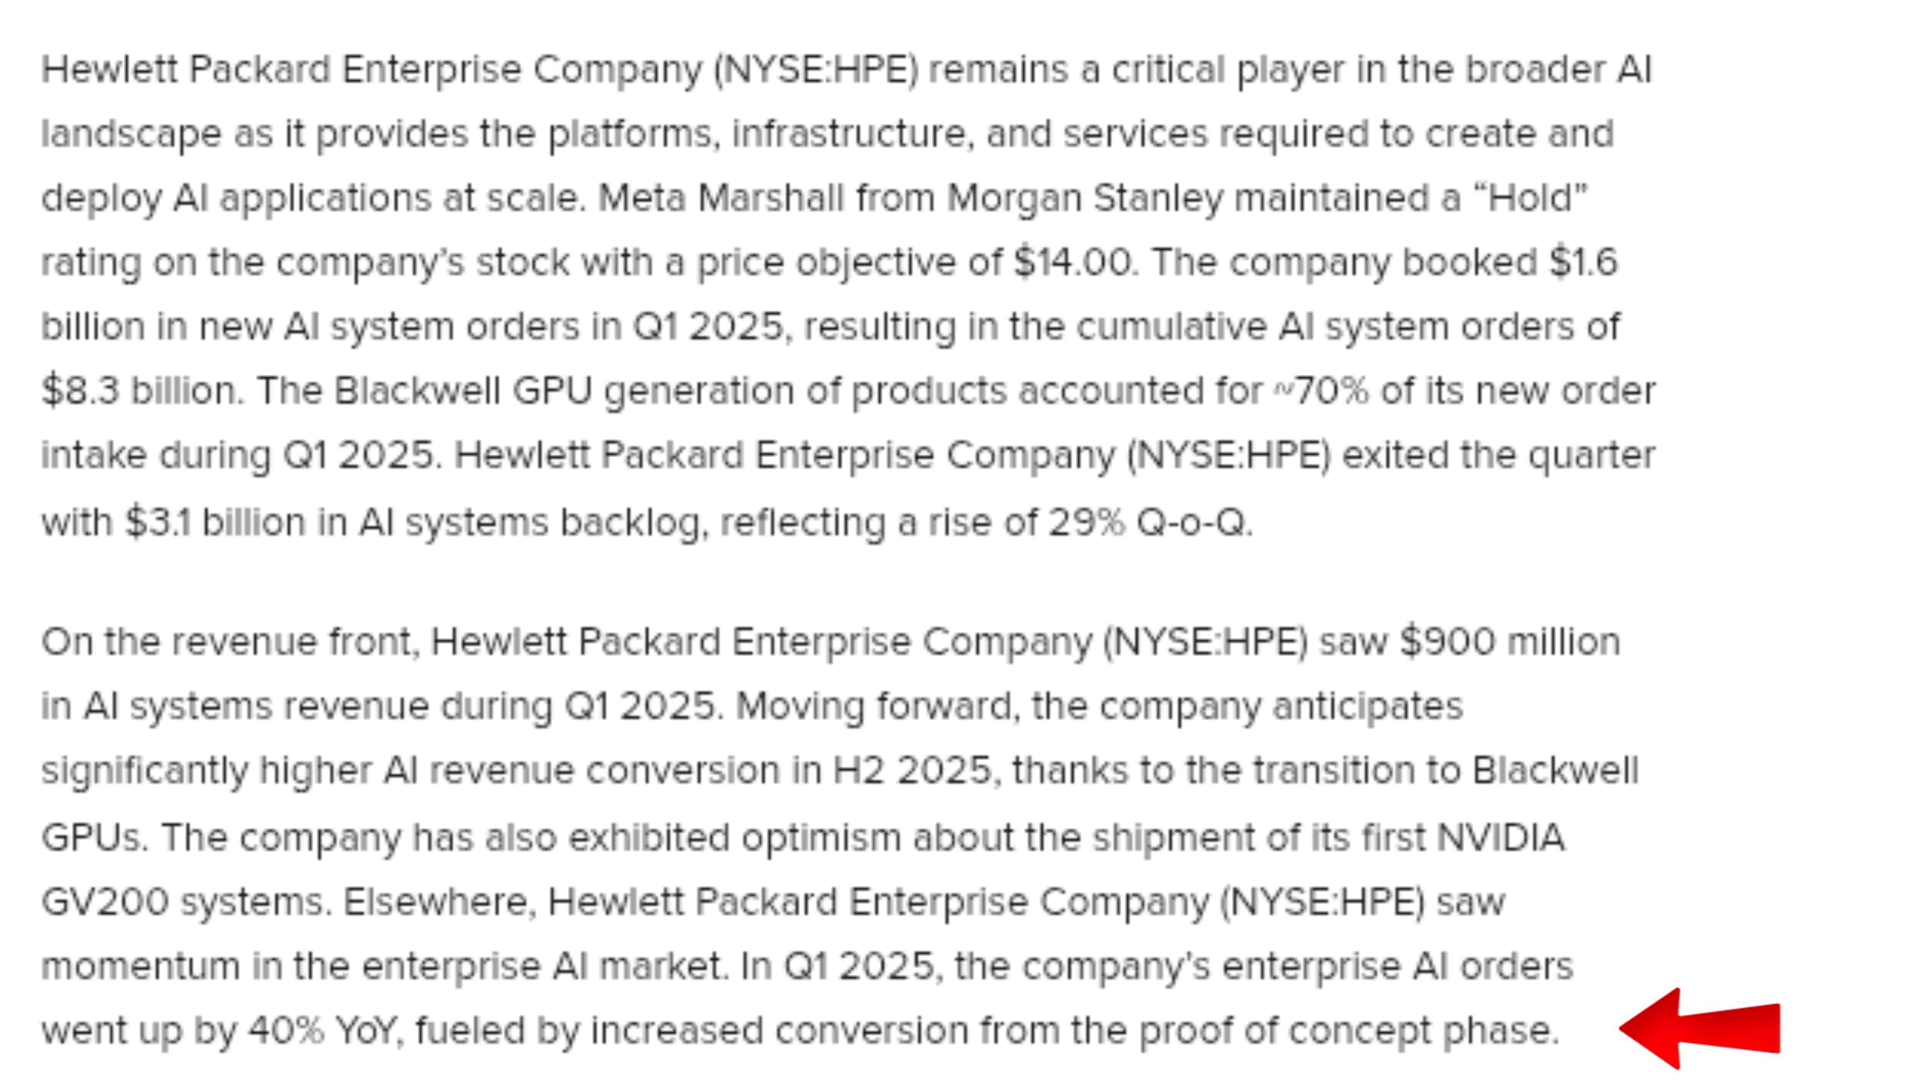 Hewlett Packard Enterprise Company (NYSE:HPE) remains a critical player in the broader AI
landscape as it provides the platforms, infrastructure, and services required to create and
deploy AI applications at scale. Meta Marshall from Morgan Stanley maintained a “Hold”
rating on the company’s stock with a price objective of $14.00. The company booked $1.6
billion in new AI system orders in Q1 2025, resulting in the cumulative AI system orders of
$8.3 billion. The Blackwell GPU generation of products accounted for ~70% of its new order
intake during Q1 2025. Hewlett Packard Enterprise Company (NYSE:HPE) exited the quarter
with $3.1 billion in AI systems backlog, reflecting a rise of 29% Q-o-Q.
On the revenue front, Hewlett Packard Enterprise Company (NYSE:HPE) saw $900 million
in AI systems revenue during Q1 2025. Moving forward, the company anticipates
significantly higher AI revenue conversion in H2 2025, thanks to the transition to Blackwell
GPUs. The company has also exhibited optimism about the shipment of its first NVIDIA
GV200 systems. Elsewhere, Hewlett Packard Enterprise Company (NYSE:HPE) saw
momentum in the enterprise AI market. In Q1 2025, the company’s enterprise AI orders
went up by 40% YoY, fueled by increased conversion from the proof of concept phase.